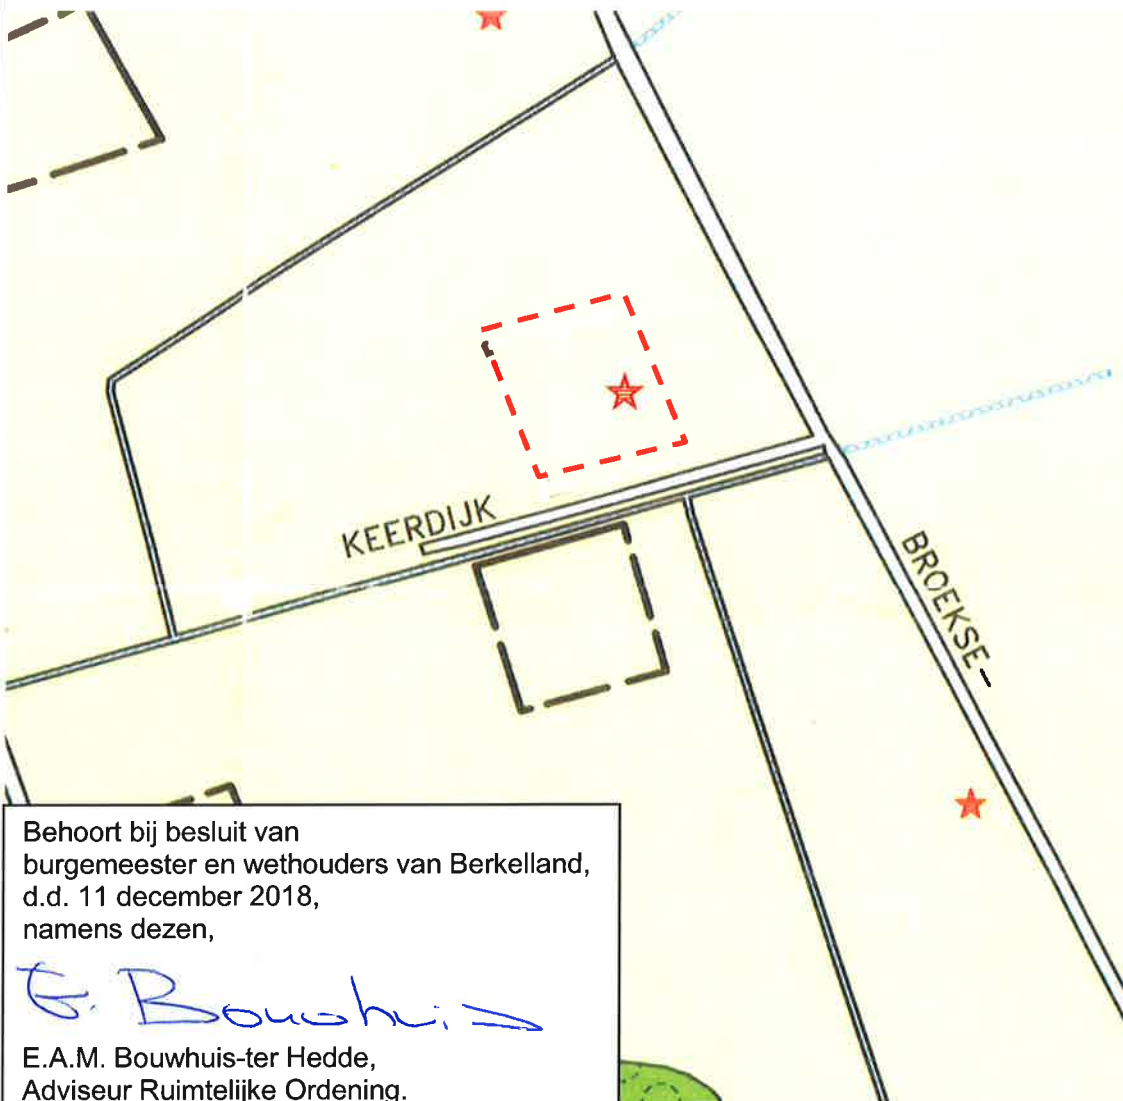 KEERDIJK
BROEKSE-
Behoort bij besluit van
burgemeester en wethouders van Berkelland,
d.d. 11 december 2018,
namens dezen,
E. Bouwhuis
E.A.M. Bouwhuis-ter Hedde,
Adviseur Ruimtelijke Ordening.